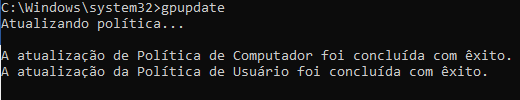 C:\Windows\system32>gpupdate
Atualizando política...
A atualização de Política de Computador foi concluída com êxito.
A atualização da Política de Usuário foi concluída com êxito.